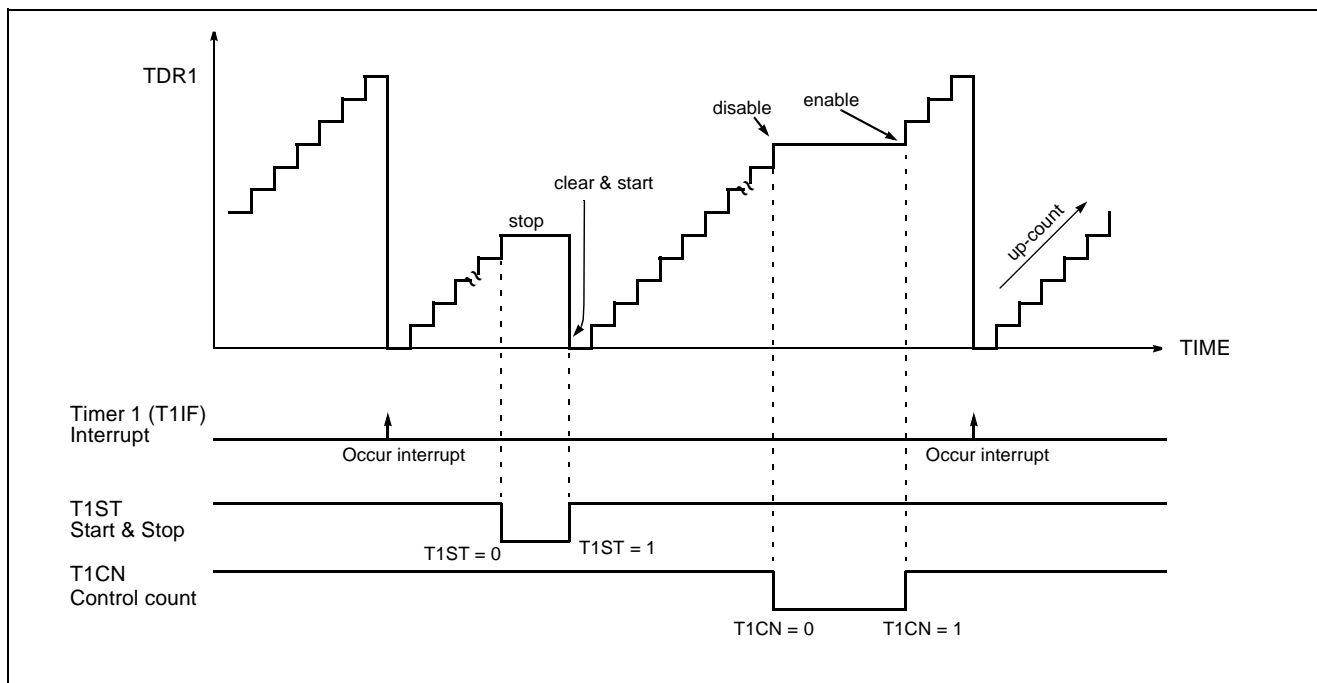 TDR1
disable
enable
clear & start
stop
up-count
TIME
Timer 1 (T1IF)
Interrupt
Occur interrupt
Occur interrupt
T1ST
Start & Stop
T1ST = 0
T1ST = 1
T1CN
Control count
T1CN = 0
T1CN = 1